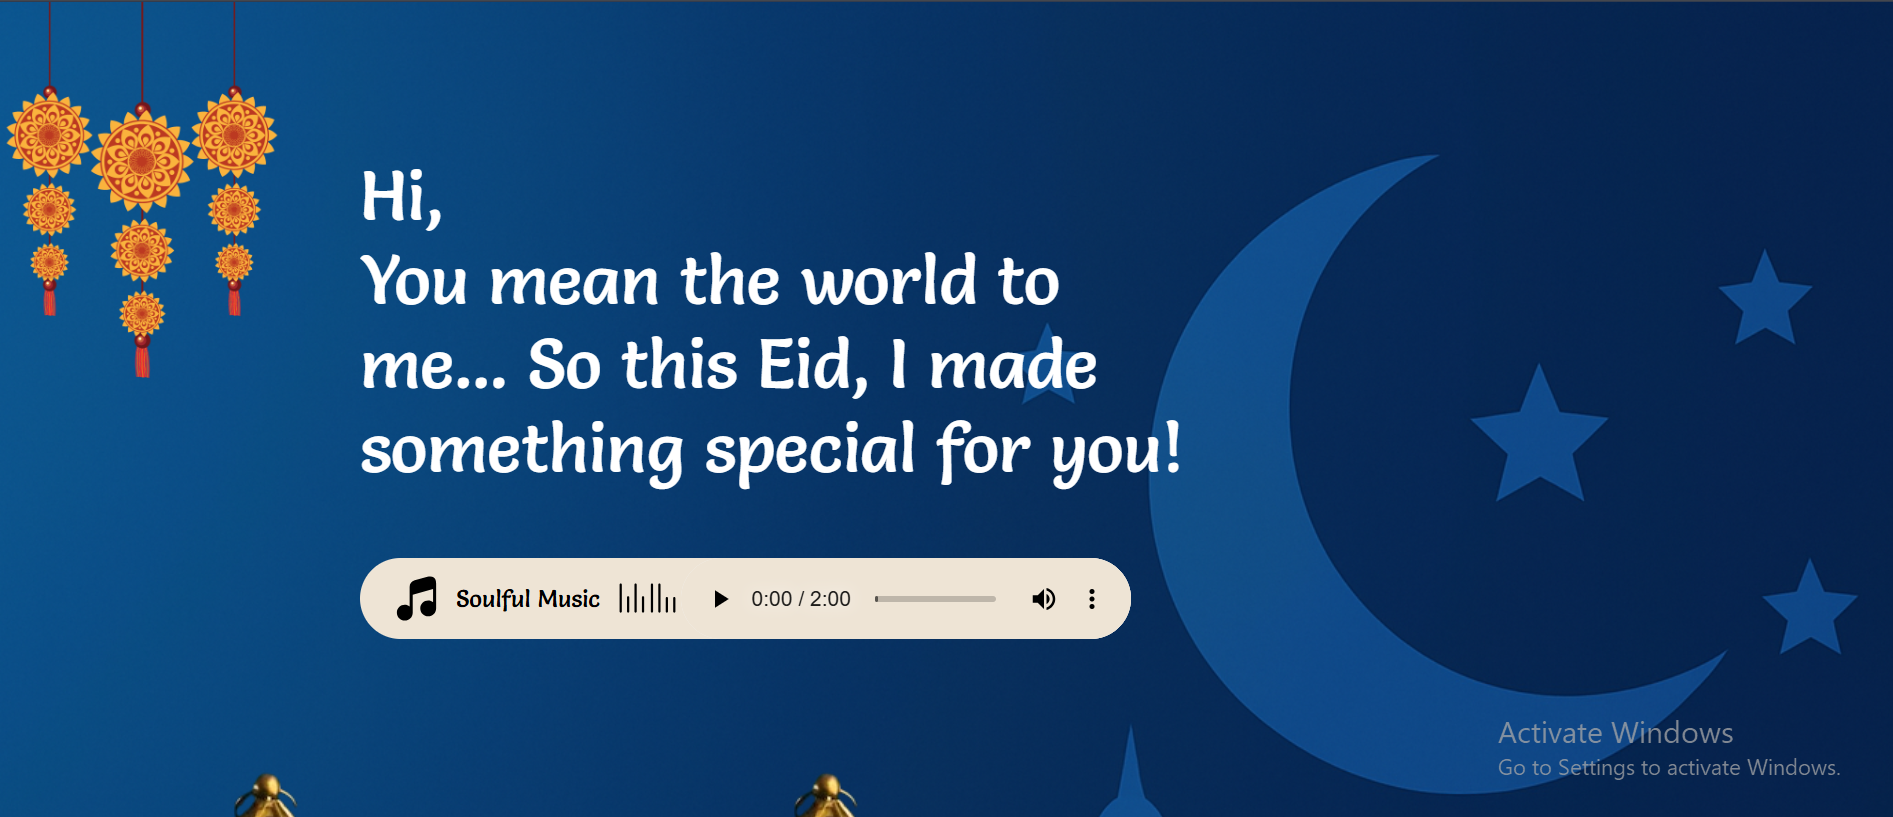 Hi,
You mean the world to
me... So this Eid, I made
something special for you!
Soulful Music
0:00 / 2:00
Activate Windows
Go to Settings to activate Windows.